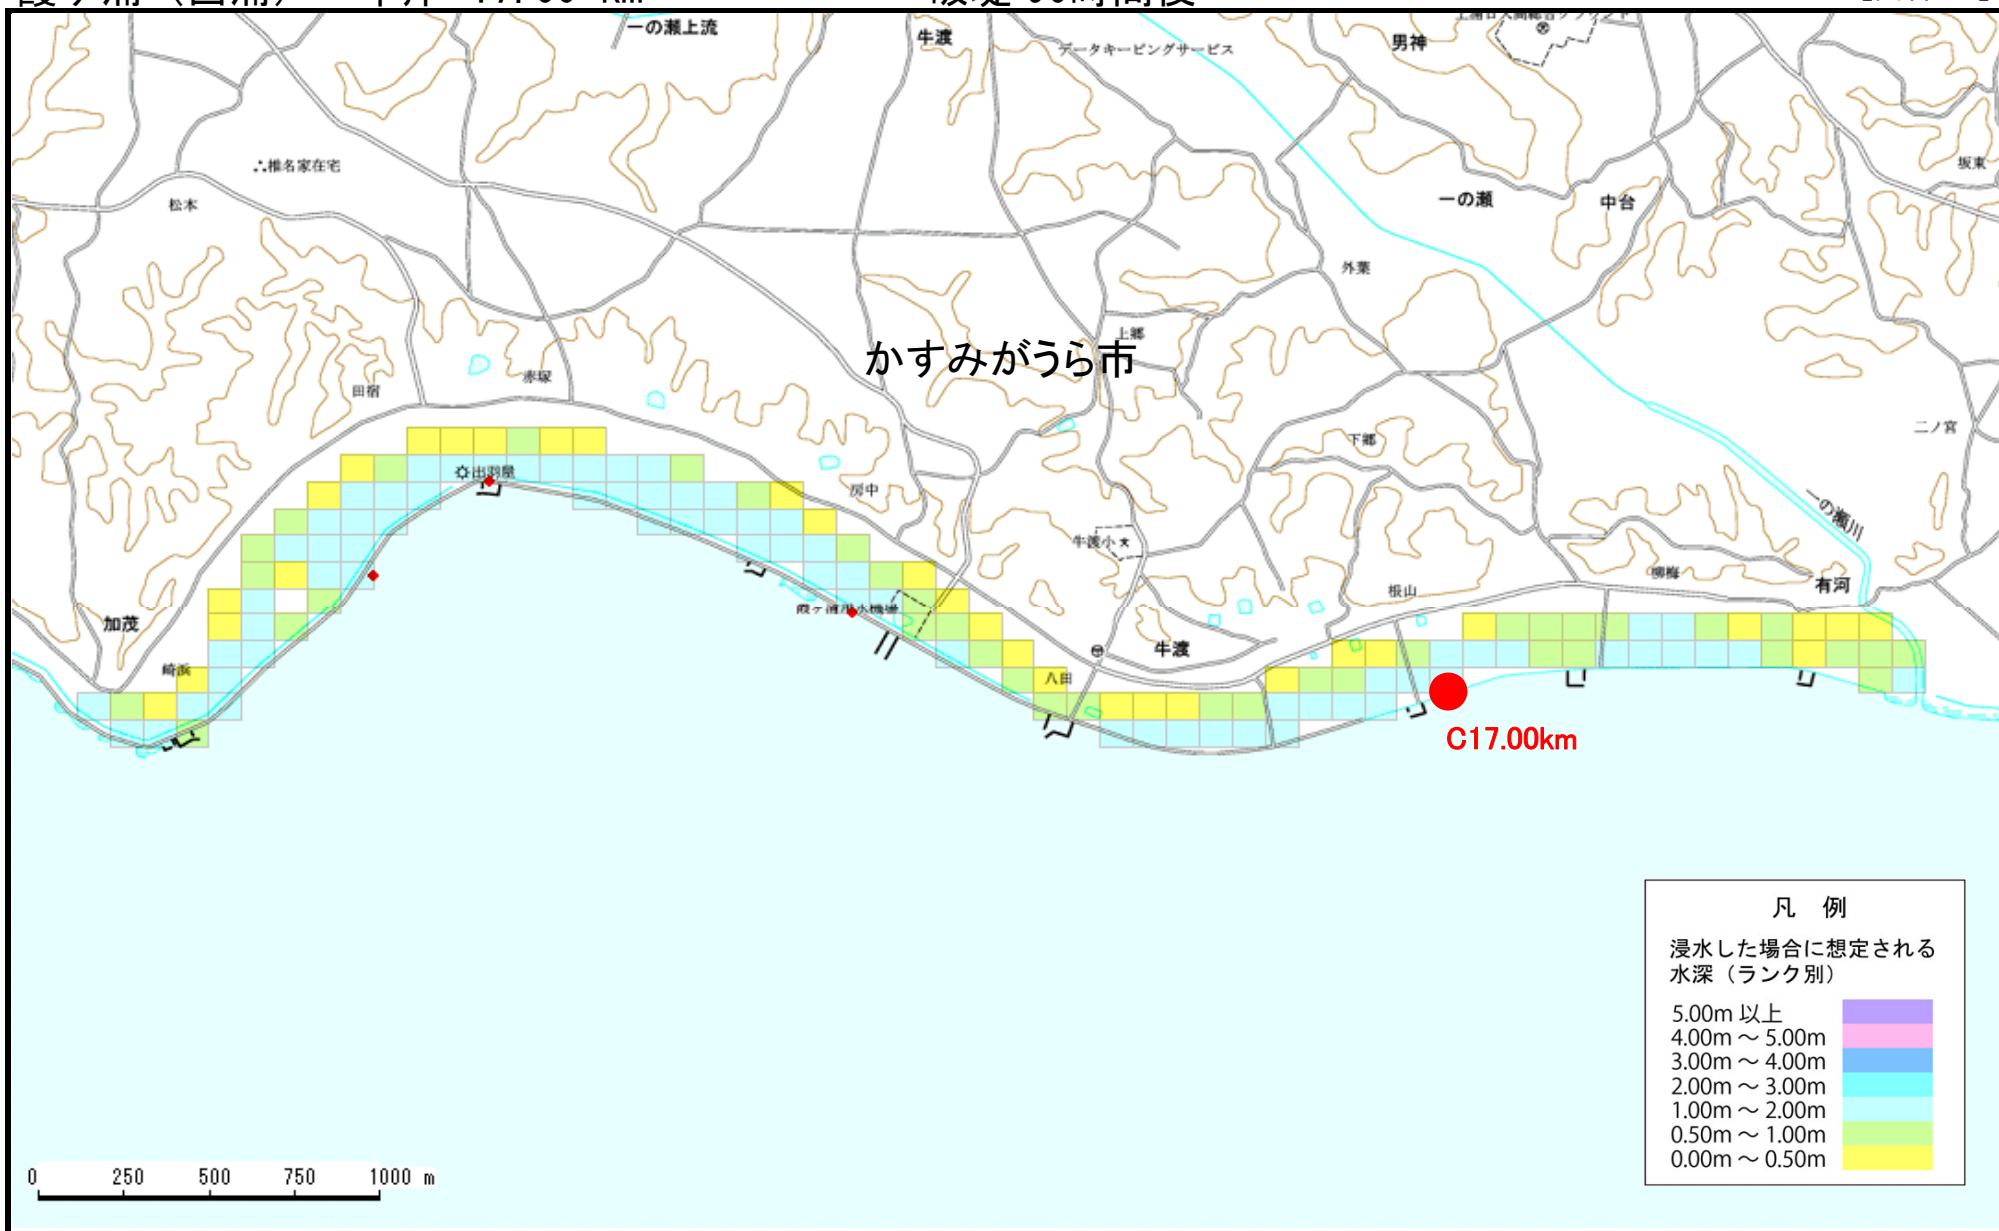 一の瀬上流
牛渡
データキーピングサービス
男神
椎名家住宅
松本
一の瀬
中台
坂東
外葉
上郷
かすみがうら市
赤塚
田宿
下郷
二ノ宮
出羽屋
房中
一の瀬川
牛渡小
柳梅
有河
根山
加茂
崎浜
牛渡
八田
C17.00km
凡 例
浸水した場合に想定される
水深（ランク別）
5.00m 以上
4.00m ～ 5.00m
3.00m ～ 4.00m
2.00m ～ 3.00m
1.00m ～ 2.00m
0.50m ～ 1.00m
0.00m ～ 0.50m
0 250 500 750 1000 m